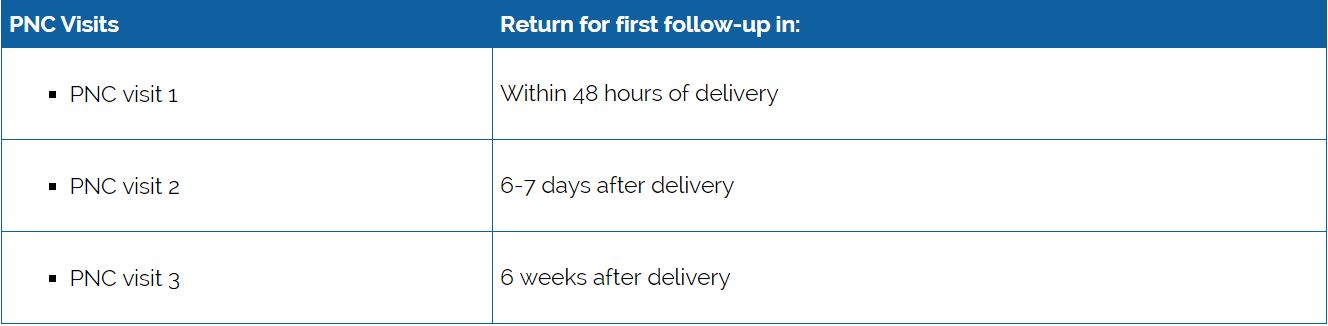 PNC Visits Return for first follow-up in:
▪ PNC visit 1 Within 48 hours of delivery
▪ PNC visit 2 6-7 days after delivery
▪ PNC visit 3 6 weeks after delivery